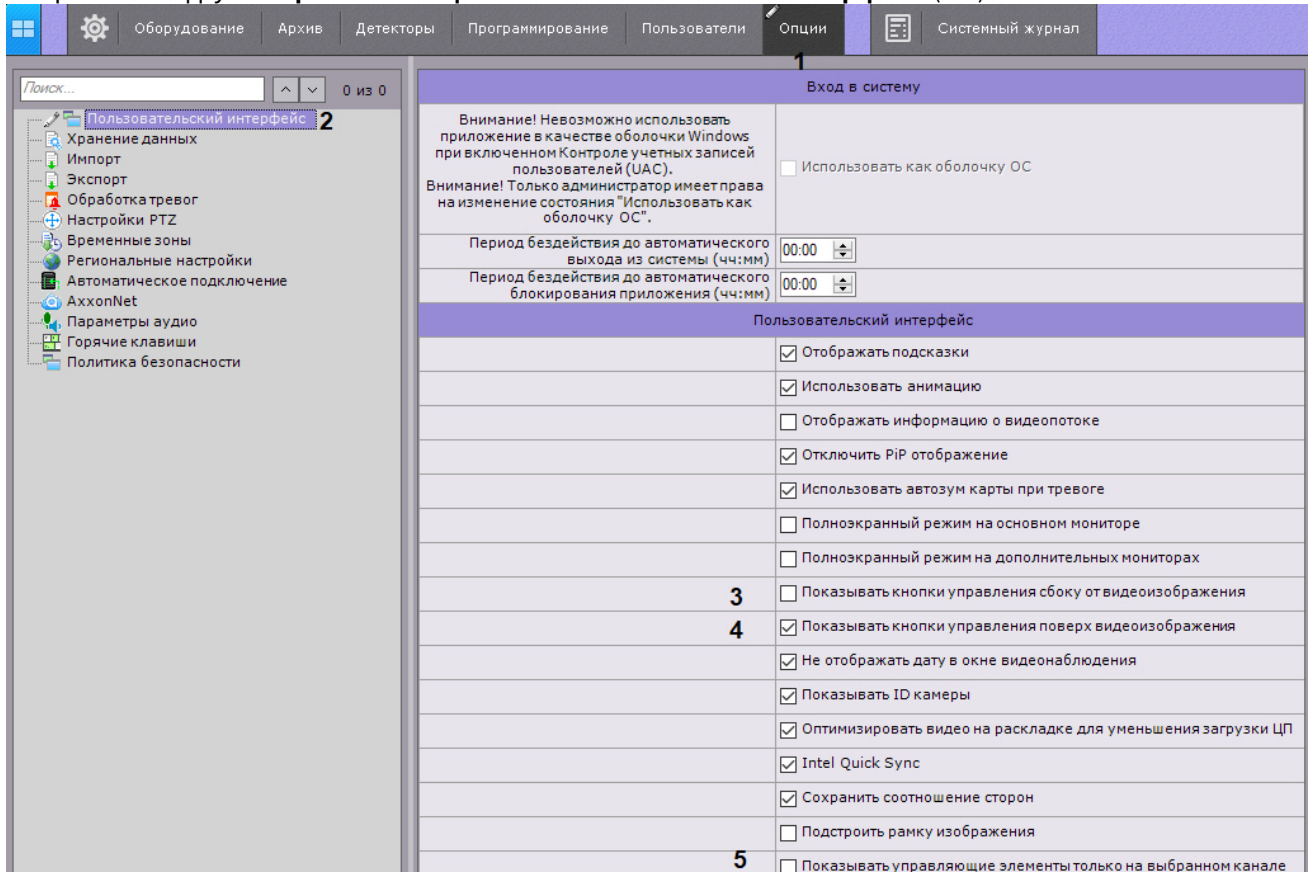 Оборудование Архив Детекторы Программирование Пользователи Опции Системный журнал
1
Поиск... 0 из 0
Пользовательский интерфейс 2
Хранение данных
Импорт
Экспорт
Обработка тревог
Настройки PTZ
Временные зоны
Региональные настройки
Автоматическое подключение
AxxonNet
Параметры аудио
Горячие клавиши
Политика безопасности
Вход в систему
Внимание! Невозможно использовать
приложение в качестве оболочки Windows
при включенном Контроле учетных записей
пользователей (UAC).
Внимание! Только администратор имеет права
на изменение состояния "Использовать как
оболочку ОС".
Использовать как оболочку ОС
Период бездействия до автоматического
выхода из системы (чч:мм)
00:00
Период бездействия до автоматического
блокирования приложения (чч:мм)
00:00
Пользовательский интерфейс
Отображать подсказки
Использовать анимацию
Отображать информацию о видеопотоке
Отключить PiP отображение
Использовать автозум карты при тревоге
Полноэкранный режим на основном мониторе
Полноэкранный режим на дополнительных мониторах
3 Показывать кнопки управления сбоку от видеоизображения
4 Показывать кнопки управления поверх видеоизображения
Не отображать дату в окне видеонаблюдения
Показывать ID камеры
Оптимизировать видео на раскладке для уменьшения загрузки ЦП
Intel Quick Sync
Сохранить соотношение сторон
Подстроить рамку изображения
5 Показывать управляющие элементы только на выбранном канале